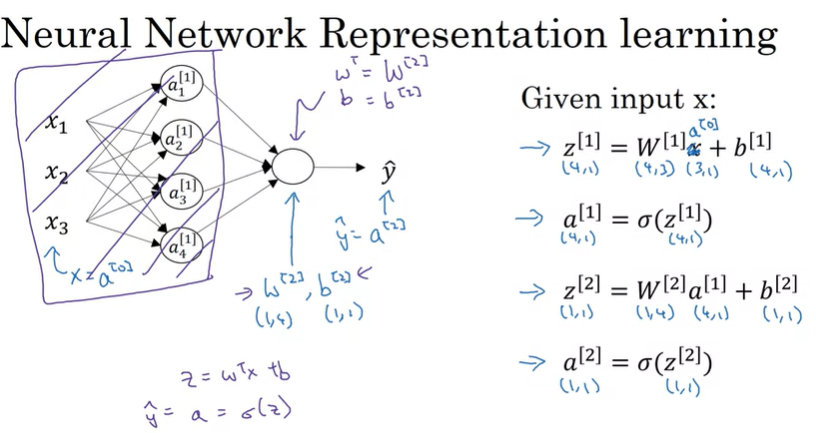 Neural Network Representation learning
x₁
x₂
x₃
x = a^[0]
a₁^[1]
a₂^[1]
a₃^[1]
a₄^[1]
w^T = W^[2]
b = b^[2]
ŷ
ŷ = a^[2]
→ W^[2], b^[2] ←
(1,4) (1,1)
z = w^T x + b
ŷ = a = σ(z)
Given input x:
a^[0]
→ z^[1] = W^[1]x + b^[1]
(4,1) (4,3) (3,1) (4,1)
→ a^[1] = σ(z^[1])
(4,1) (4,1)
→ z^[2] = W^[2]a^[1] + b^[2]
(1,1) (1,4) (4,1) (1,1)
→ a^[2] = σ(z^[2])
(1,1) (1,1)